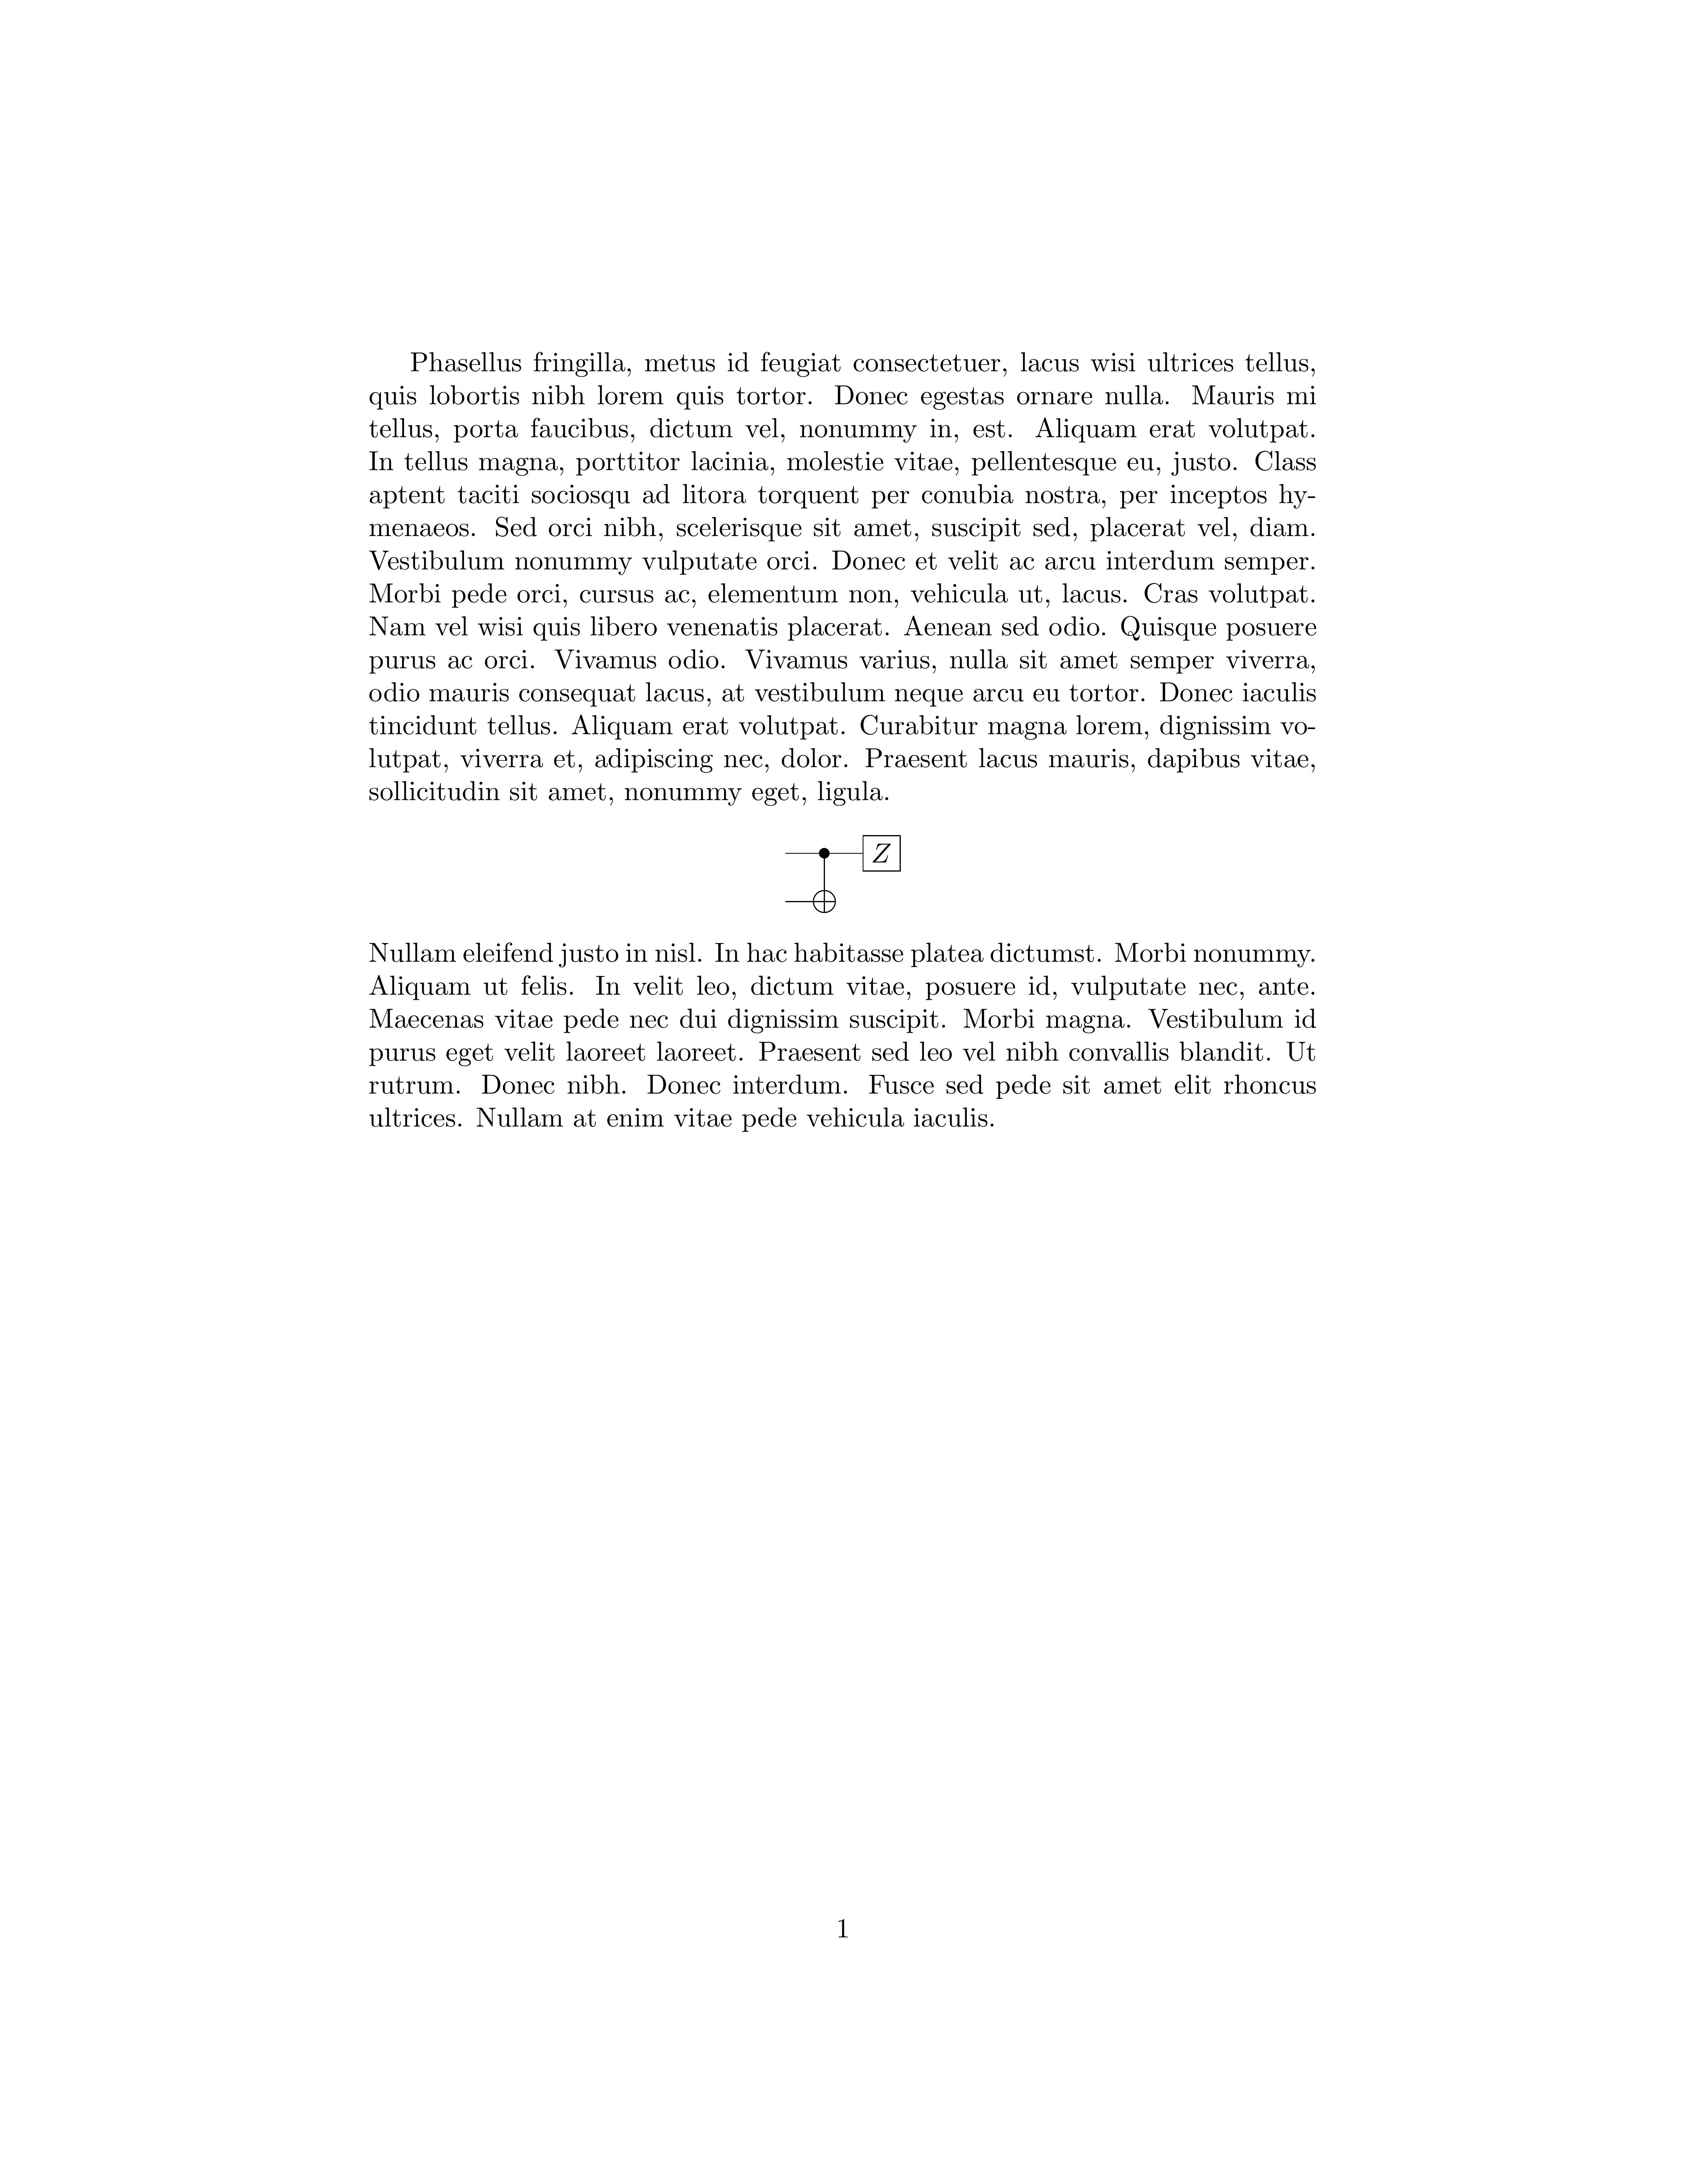 Phasellus fringilla, metus id feugiat consectetuer, lacus wisi ultrices tellus,
quis lobortis nibh lorem quis tortor. Donec egestas ornare nulla. Mauris mi
tellus, porta faucibus, dictum vel, nonummy in, est. Aliquam erat volutpat.
In tellus magna, porttitor lacinia, molestie vitae, pellentesque eu, justo. Class
aptent taciti sociosqu ad litora torquent per conubia nostra, per inceptos hy-
menaeos. Sed orci nibh, scelerisque sit amet, suscipit sed, placerat vel, diam.
Vestibulum nonummy vulputate orci. Donec et velit ac arcu interdum semper.
Morbi pede orci, cursus ac, elementum non, vehicula ut, lacus. Cras volutpat.
Nam vel wisi quis libero venenatis placerat. Aenean sed odio. Quisque posuere
purus ac orci. Vivamus odio. Vivamus varius, nulla sit amet semper viverra,
odio mauris consequat lacus, at vestibulum neque arcu eu tortor. Donec iaculis
tincidunt tellus. Aliquam erat volutpat. Curabitur magna lorem, dignissim vo-
lutpat, viverra et, adipiscing nec, dolor. Praesent lacus mauris, dapibus vitae,
sollicitudin sit amet, nonummy eget, ligula.
Z
Nullam eleifend justo in nisl. In hac habitasse platea dictumst. Morbi nonummy.
Aliquam ut felis. In velit leo, dictum vitae, posuere id, vulputate nec, ante.
Maecenas vitae pede nec dui dignissim suscipit. Morbi magna. Vestibulum id
purus eget velit laoreet laoreet. Praesent sed leo vel nibh convallis blandit. Ut
rutrum. Donec nibh. Donec interdum. Fusce sed pede sit amet elit rhoncus
ultrices. Nullam at enim vitae pede vehicula iaculis.
1